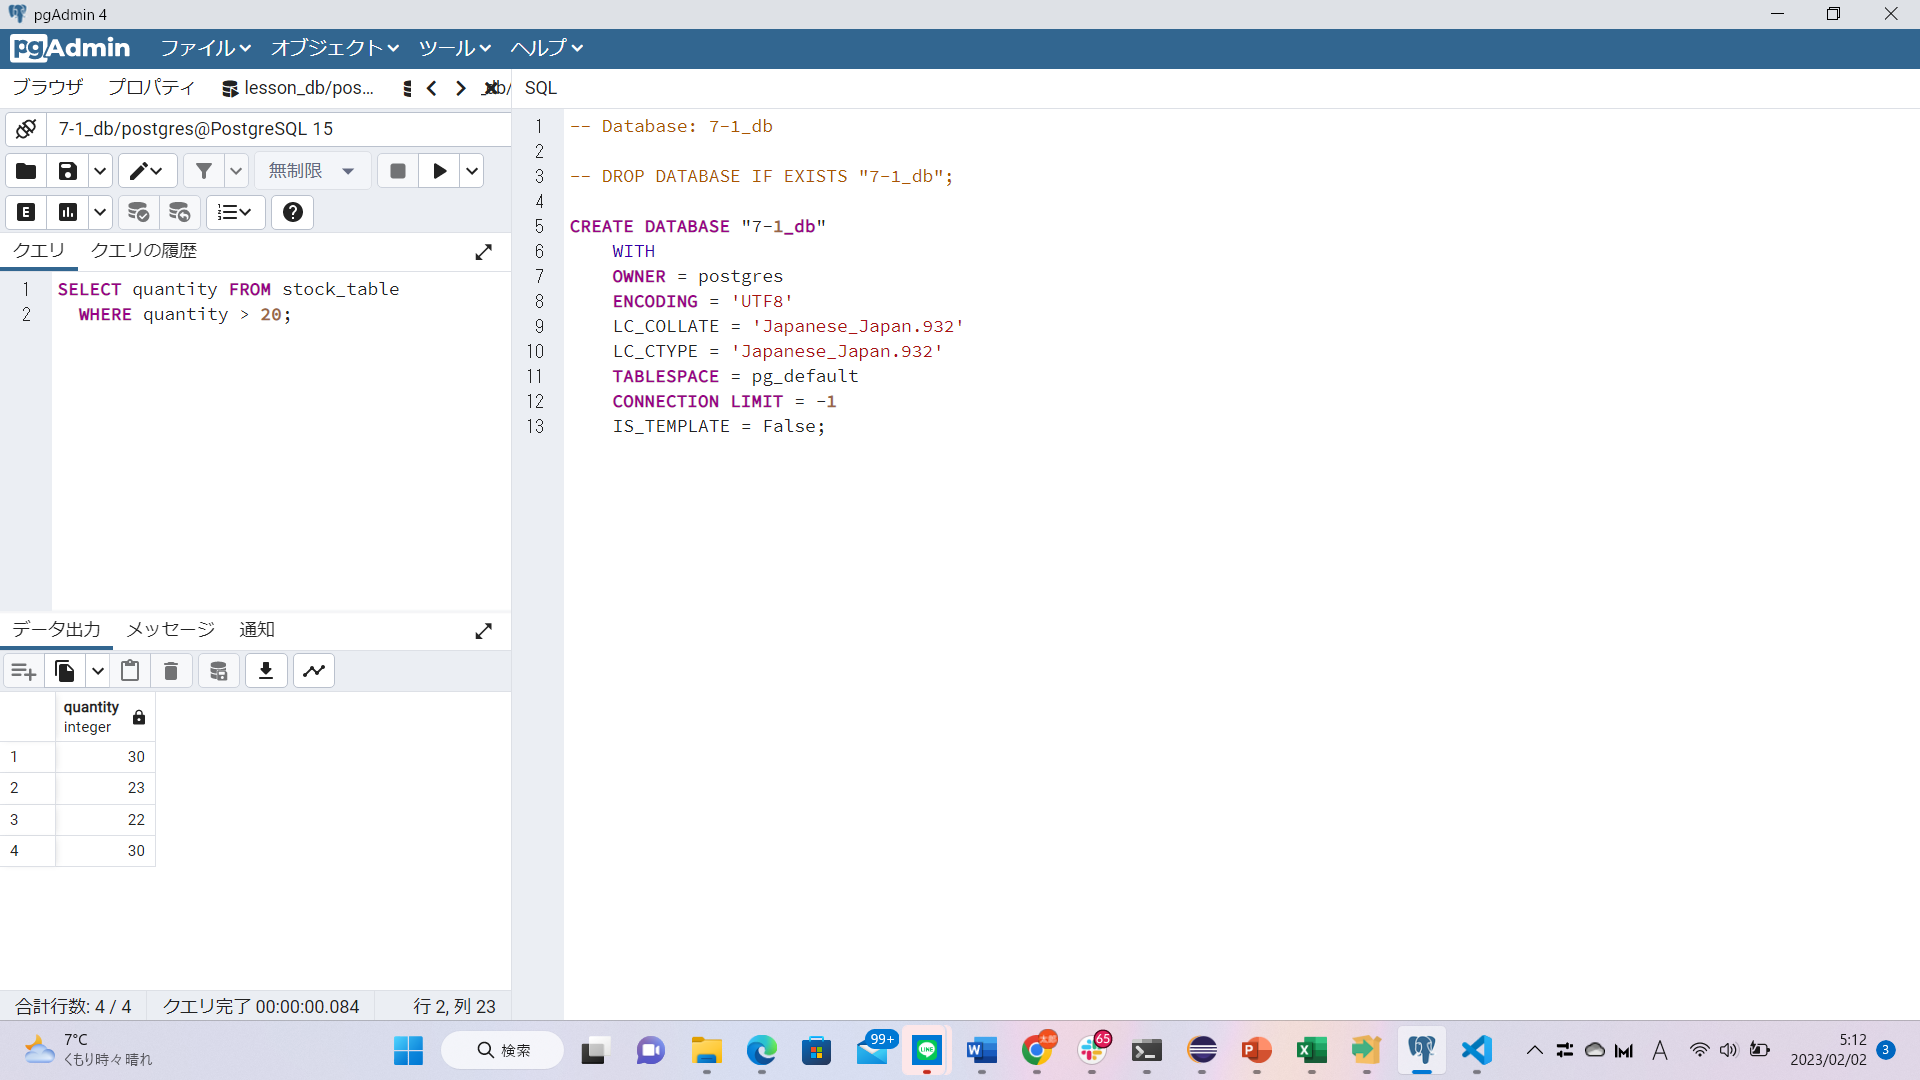 pgAdmin 4
pgAdmin ファイル オブジェクト ツール ヘルプ
ブラウザ プロパティ lesson_db/pos... _db/ SQL
7-1_db/postgres@PostgreSQL 15
無制限
E
クエリ クエリの履歴
1 SELECT quantity FROM stock_table
2 WHERE quantity > 20;
データ出力 メッセージ 通知
quantity
integer
1 30
2 23
3 22
4 30
合計行数: 4 / 4 クエリ完了 00:00:00.084 行 2, 列 23
1 -- Database: 7-1_db
2
3 -- DROP DATABASE IF EXISTS "7-1_db";
4
5 CREATE DATABASE "7-1_db"
6 WITH
7 OWNER = postgres
8 ENCODING = 'UTF8'
9 LC_COLLATE = 'Japanese_Japan.932'
10 LC_CTYPE = 'Japanese_Japan.932'
11 TABLESPACE = pg_default
12 CONNECTION LIMIT = -1
13 IS_TEMPLATE = False;
7°C
くもり時々晴れ
検索
99+
LINE
W
太郎
65
P
X
A
5:12
2023/02/02
3